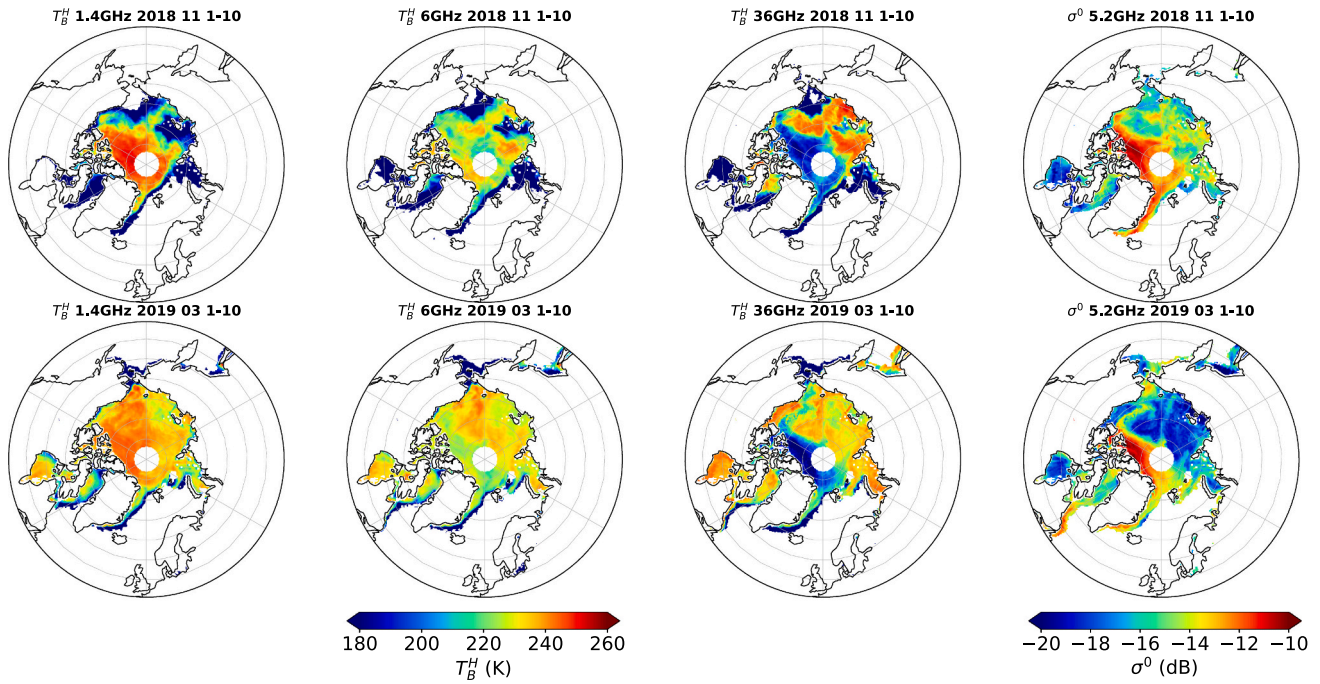 T_B^H 1.4GHz 2018 11 1-10
T_B^H 6GHz 2018 11 1-10
T_B^H 36GHz 2018 11 1-10
σ⁰ 5.2GHz 2018 11 1-10
T_B^H 1.4GHz 2019 03 1-10
T_B^H 6GHz 2019 03 1-10
T_B^H 36GHz 2019 03 1-10
σ⁰ 5.2GHz 2019 03 1-10
180 200 220 240 260
T_B^H (K)
−20 −18 −16 −14 −12 −10
σ⁰ (dB)